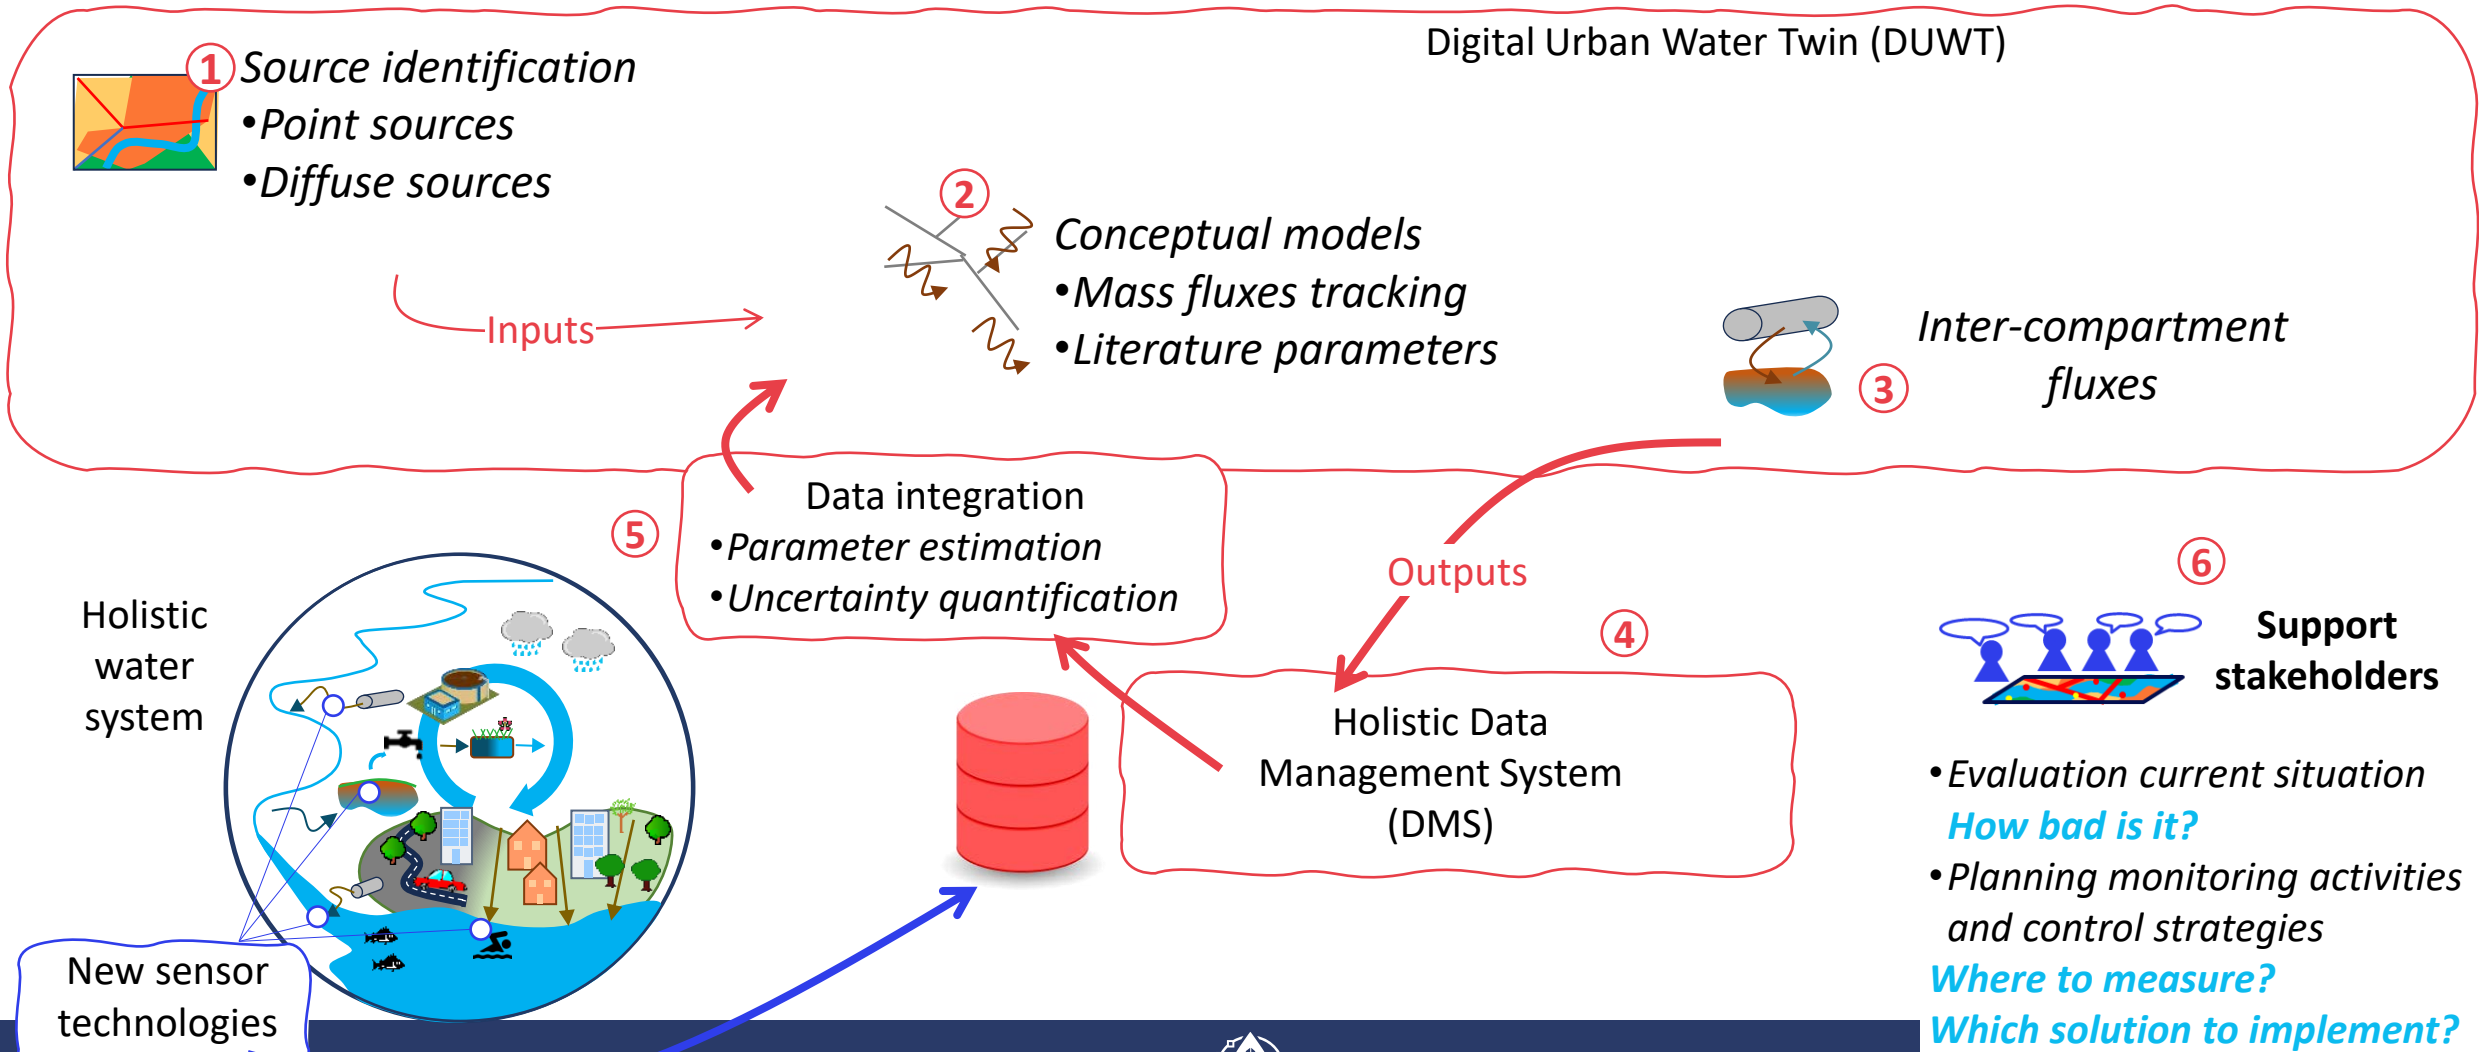 Digital Urban Water Twin (DUWT)
1
Source identification
•Point sources
•Diffuse sources
2
Conceptual models
•Mass fluxes tracking
•Literature parameters
Inputs
Inter-compartment
fluxes
3
Data integration
•Parameter estimation
•Uncertainty quantification
5
Outputs
4
Holistic Data
Management System
(DMS)
Holistic
water
system
New sensor
technologies
6
Support
stakeholders
•Evaluation current situation
How bad is it?
•Planning monitoring activities
and control strategies
Where to measure?
Which solution to implement?